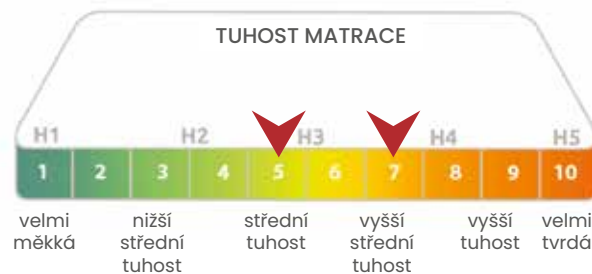 TUHOST MATRACE
H1 H2 H3 H4 H5
1 2 3 4 5 6 7 8 9 10
velmi nižší střední vyšší vyšší velmi
měkká střední tuhost střední tuhost tvrdá
tuhost tuhost